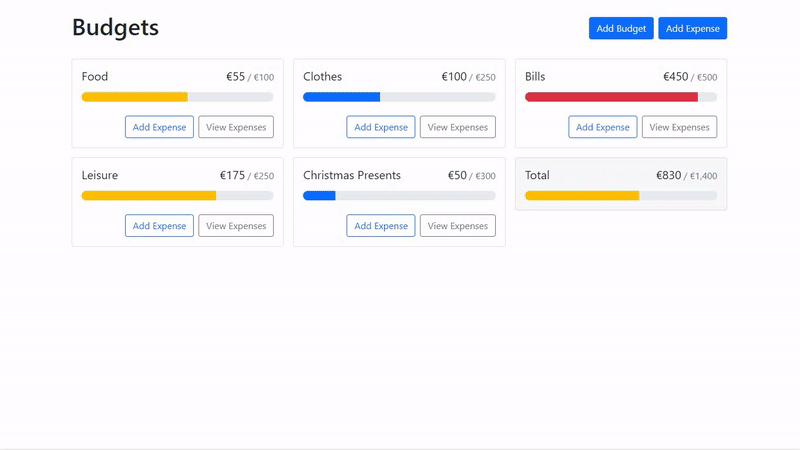 Budgets
Add Budget Add Expense
Food €55 / €100
Add Expense View Expenses
Clothes €100 / €250
Add Expense View Expenses
Bills €450 / €500
Add Expense View Expenses
Leisure €175 / €250
Add Expense View Expenses
Christmas Presents €50 / €300
Add Expense View Expenses
Total €830 / €1,400